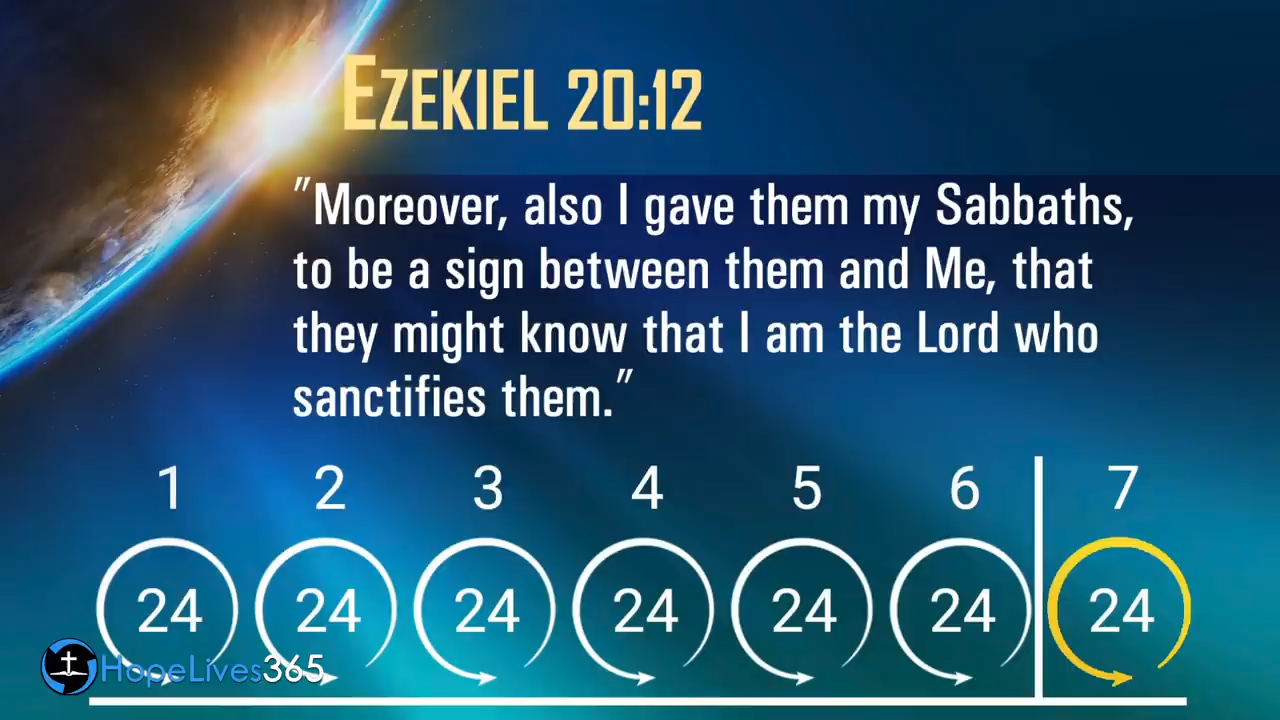 EZEKIEL 20:12
"Moreover, also I gave them my Sabbaths,
to be a sign between them and Me, that
they might know that I am the Lord who
sanctifies them."
1 2 3 4 5 6 7
24 24 24 24 24 24 24
HopeLives365